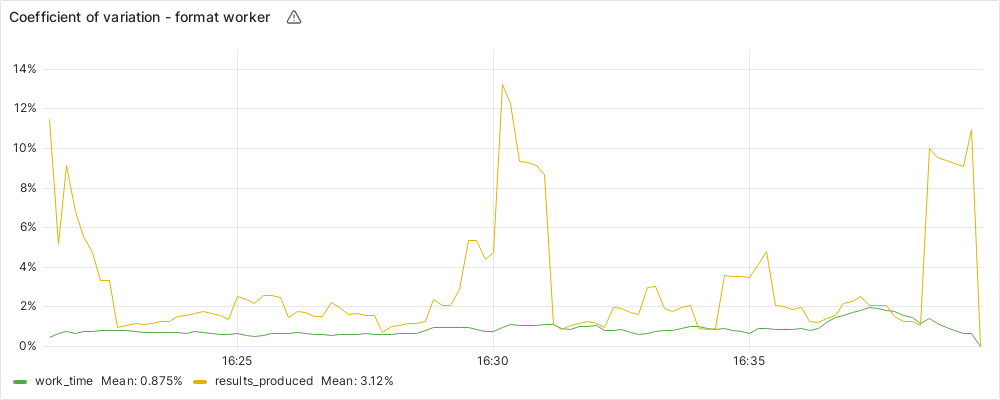 Coefficient of variation - format worker
14%
12%
10%
8%
6%
4%
2%
0%
16:25 16:30 16:35
work_time Mean: 0.875% results_produced Mean: 3.12%